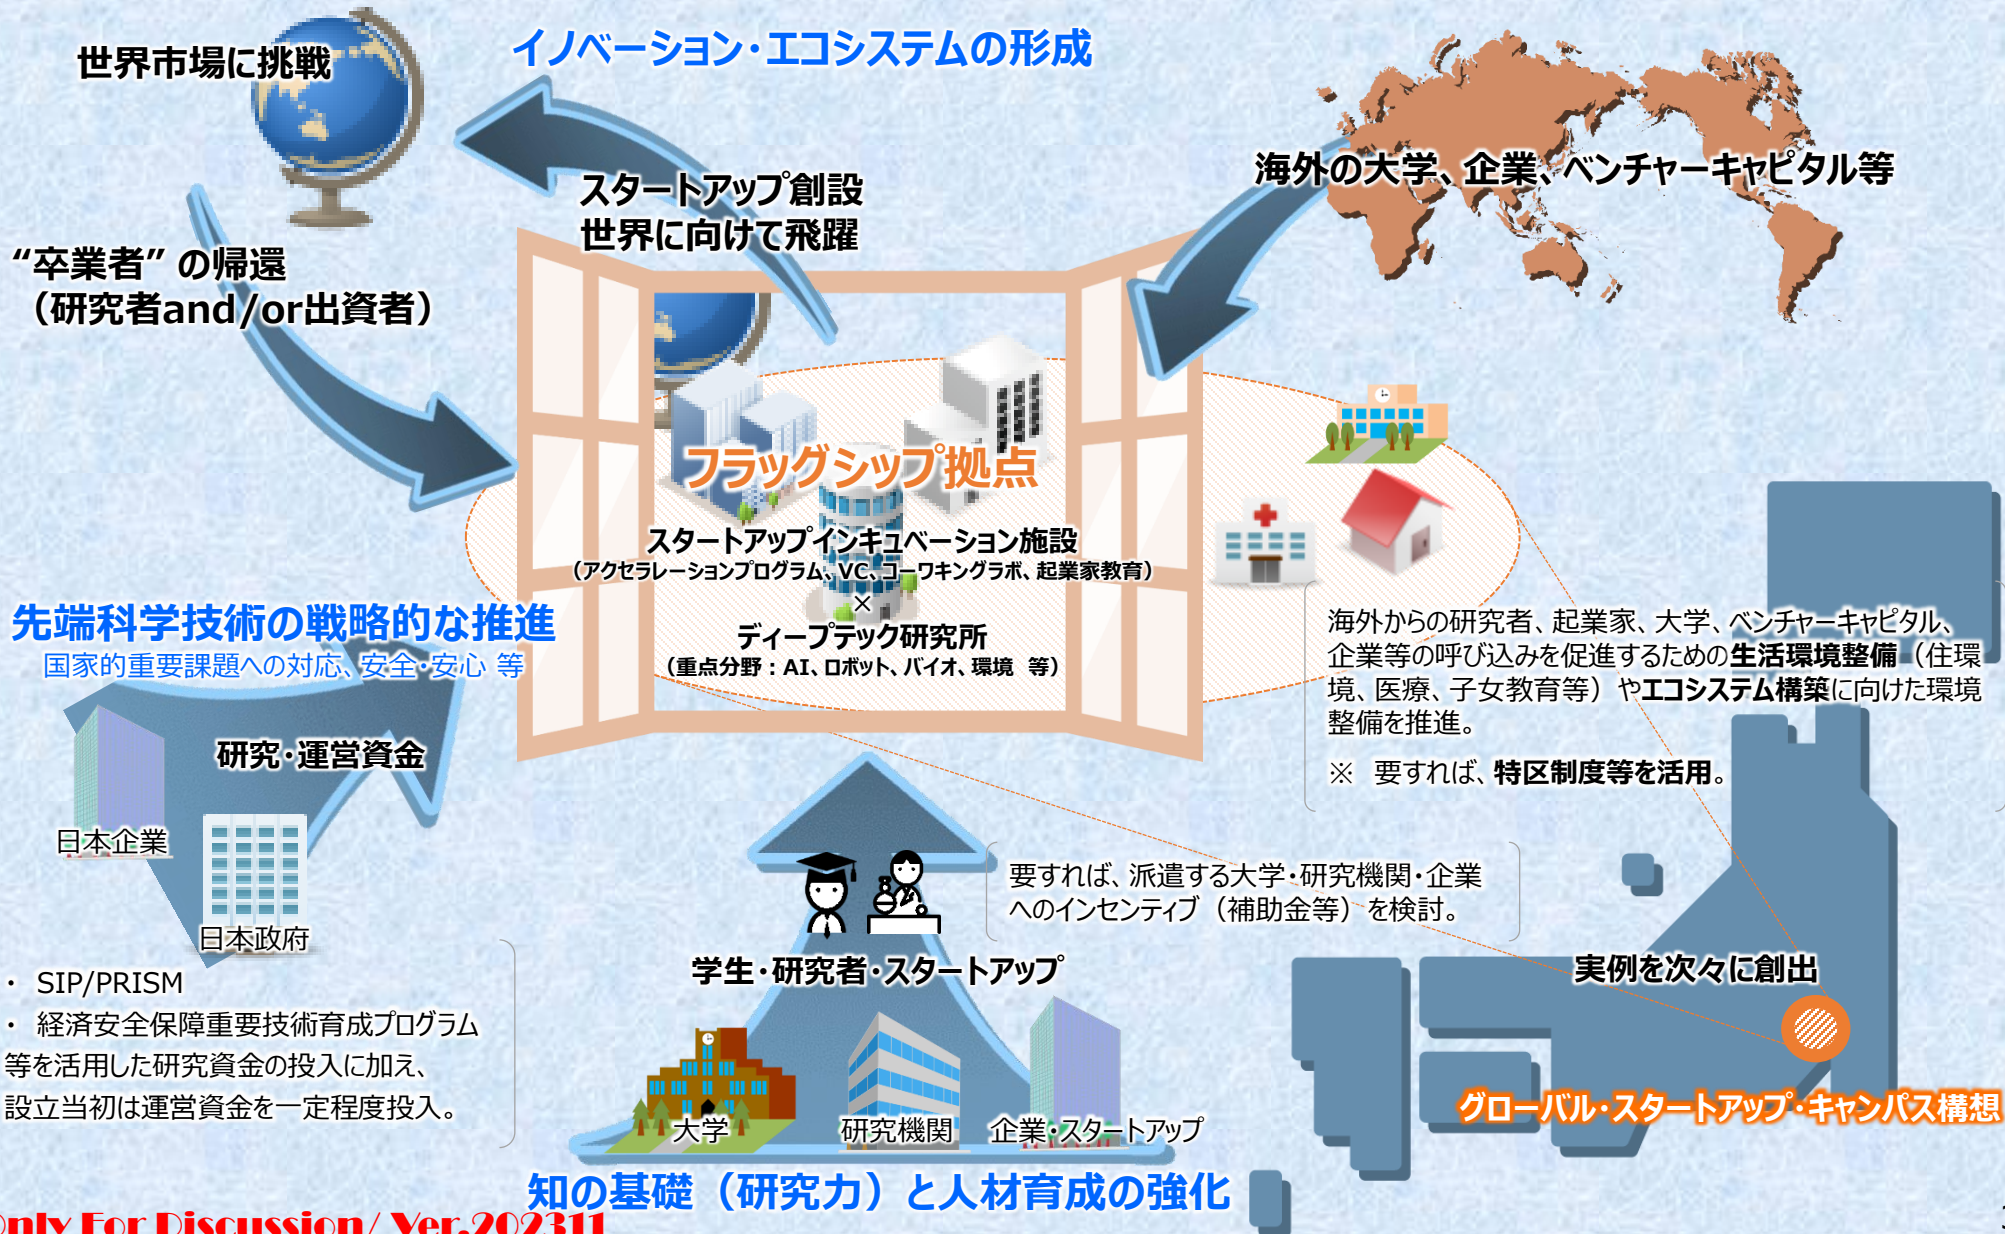 イノベーション・エコシステムの形成
世界市場に挑戦
海外の大学、企業、ベンチャーキャピタル等
スタートアップ創設
世界に向けて飛躍
“卒業者” の帰還
（研究者and/or出資者）
フラッグシップ拠点
スタートアップインキュベーション施設
（アクセラレーションプログラム、VC、コーワキングラボ、起業家教育）
×
ディープテック研究所
（重点分野：AI、ロボット、バイオ、環境 等）
先端科学技術の戦略的な推進
国家的重要課題への対応、安全・安心 等
研究・運営資金
日本企業
日本政府
・ SIP/PRISM
・ 経済安全保障重要技術育成プログラム
等を活用した研究資金の投入に加え、
設立当初は運営資金を一定程度投入。
海外からの研究者、起業家、大学、ベンチャーキャピタル、
企業等の呼び込みを促進するための生活環境整備（住環
境、医療、子女教育等）やエコシステム構築に向けた環境
整備を推進。
※ 要すれば、特区制度等を活用。
要すれば、派遣する大学・研究機関・企業
へのインセンティブ（補助金等）を検討。
学生・研究者・スタートアップ
大学
研究機関
企業・スタートアップ
知の基礎（研究力）と人材育成の強化
実例を次々に創出
グローバル・スタートアップ・キャンパス構想
Only For Discussion/ Ver.202311